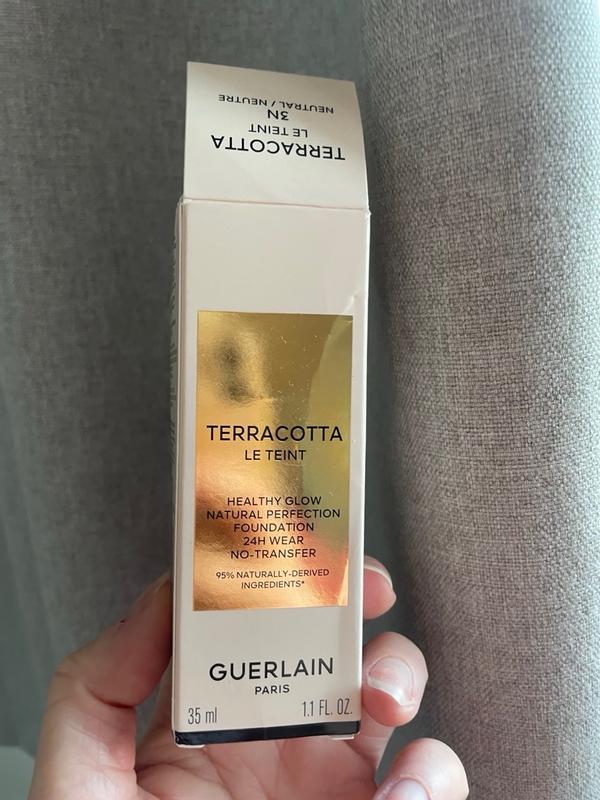 TERRACOTTA
LE TEINT
3N
NEUTRAL / NEUTRE
TERRACOTTA
LE TEINT
HEALTHY GLOW
NATURAL PERFECTION
FOUNDATION
24H WEAR
NO-TRANSFER
95% NATURALLY-DERIVED
INGREDIENTS*
GUERLAIN
PARIS
35 ml 1.1 FL. OZ.